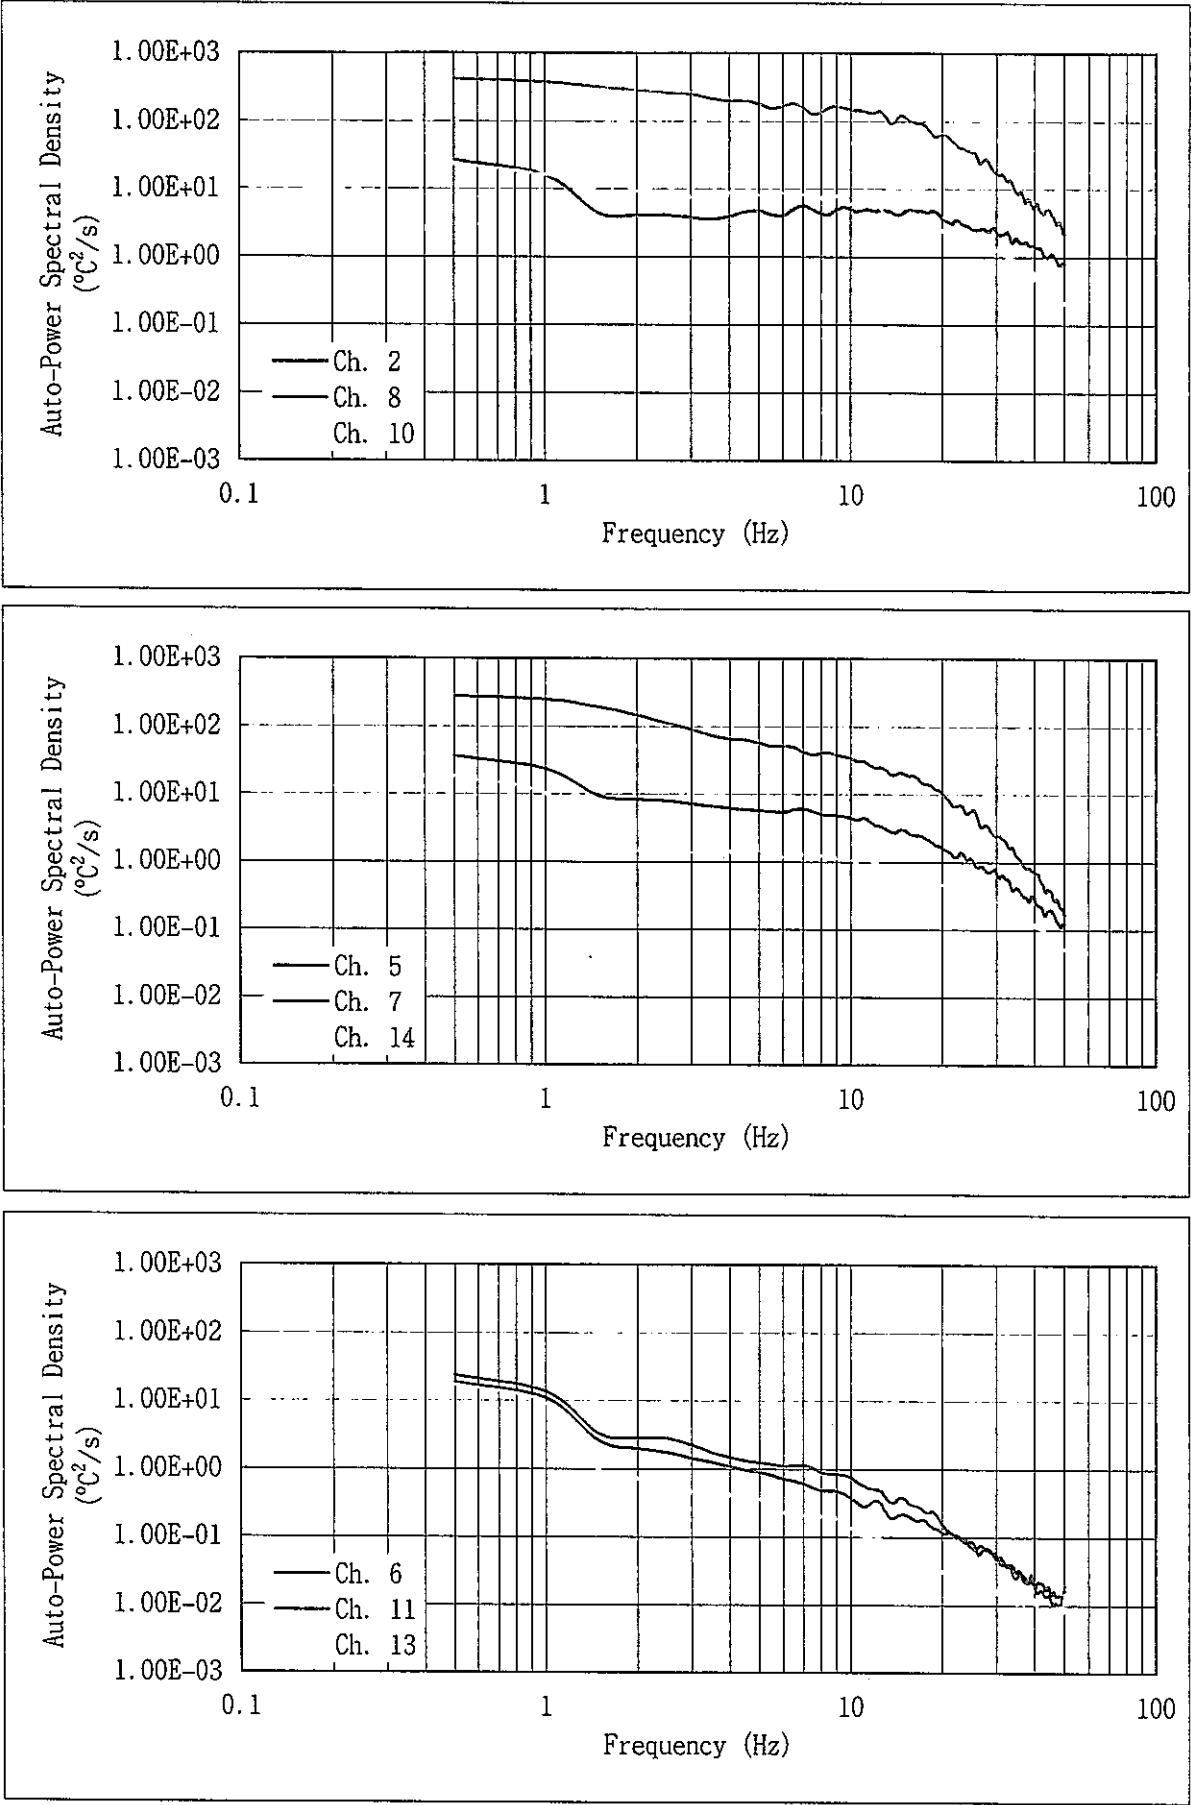 Auto-Power Spectral Density
(°C²/s)
1.00E+03
1.00E+02
1.00E+01
1.00E+00
1.00E-01
1.00E-02
1.00E-03
Ch. 2
Ch. 8
Ch. 10
0.1 1 10 100
Frequency (Hz)
Auto-Power Spectral Density
(°C²/s)
1.00E+03
1.00E+02
1.00E+01
1.00E+00
1.00E-01
1.00E-02
1.00E-03
Ch. 5
Ch. 7
Ch. 14
0.1 1 10 100
Frequency (Hz)
Auto-Power Spectral Density
(°C²/s)
1.00E+03
1.00E+02
1.00E+01
1.00E+00
1.00E-01
1.00E-02
1.00E-03
Ch. 6
Ch. 11
Ch. 13
0.1 1 10 100
Frequency (Hz)